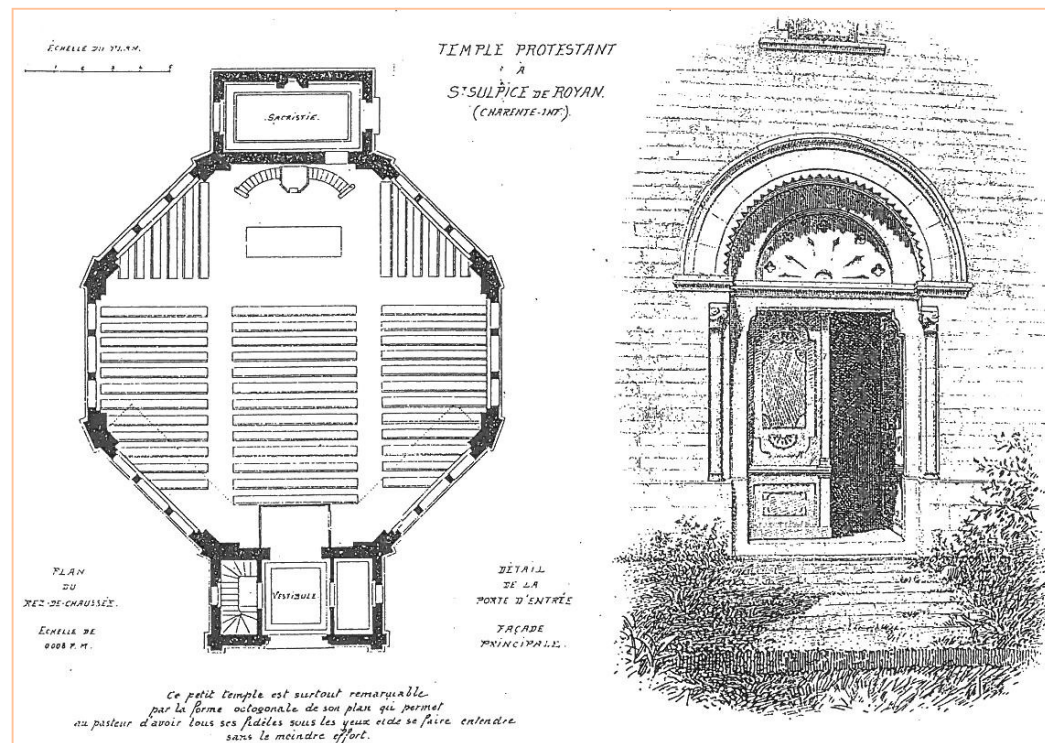 ÉCHELLE DU PLAN.
TEMPLE PROTESTANT
À
St SULPICE DE ROYAN.
(CHARENTE-INF.)
SACRISTIE.
VESTIBULE
PLAN
DU
REZ-DE-CHAUSSÉE.
ECHELLE DE
0008 P. M.
DÉTAIL
DE LA
PORTE D'ENTRÉE
FAÇADE
PRINCIPALE.
Ce petit temple est surtout remarquable
par la forme octogonale de son plan qui permet
au pasteur d'avoir tous ses fidèles sous les yeux et de se faire entendre
sans le moindre effort.